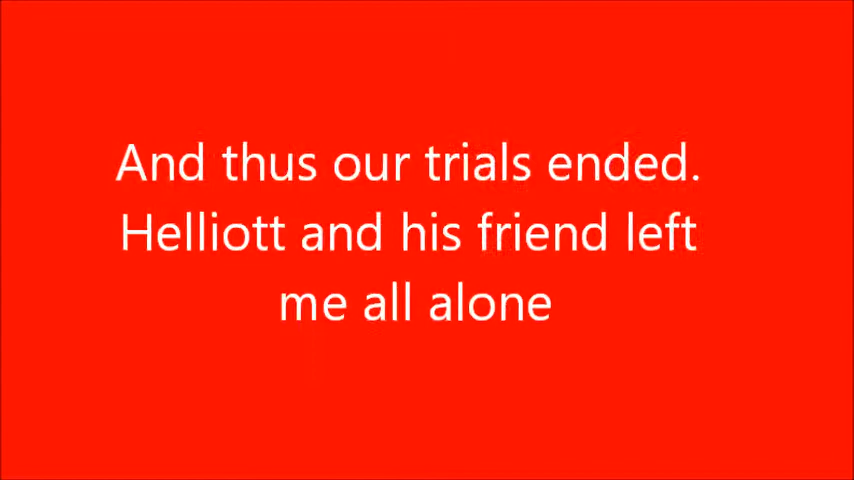 And thus our trials ended.
Helliott and his friend left
me all alone